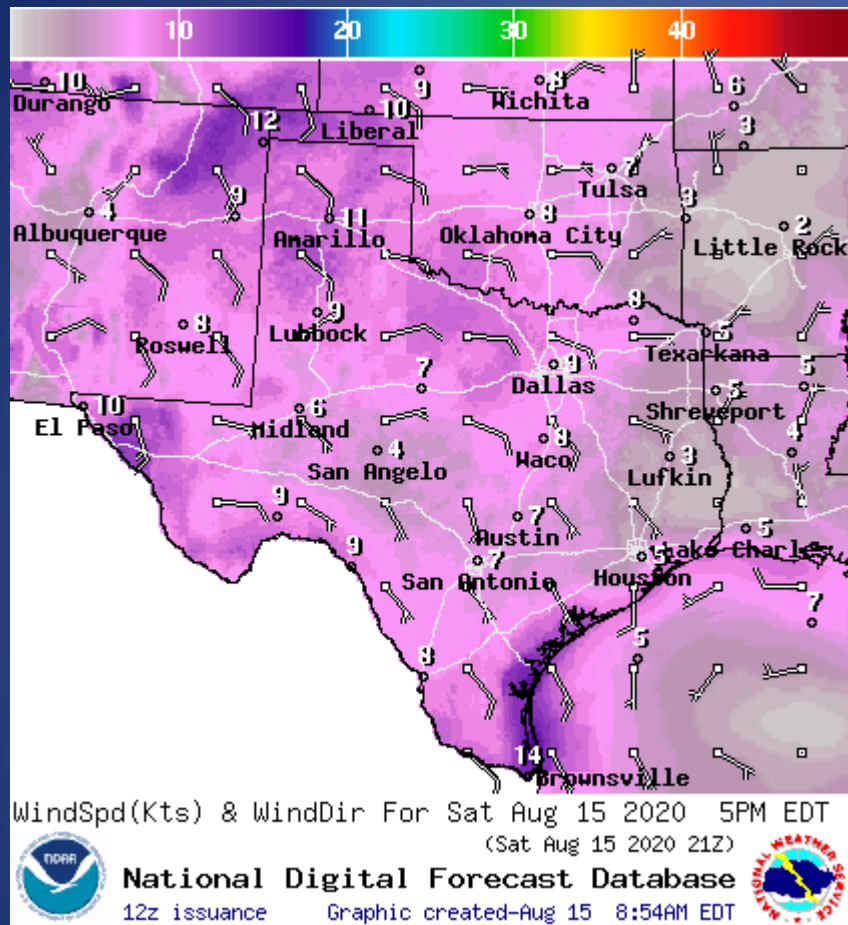 10 20 30 40
10 9 8 6
Durango Wichita
12 10 3
Liberal
7
Tulsa
4 9 11 8 3 2
Albuquerque Amarillo Oklahoma City Little Rock
8 9 8 5
Roswell Lubbock Texarkana
7 9 5 5
Dallas
10 6 Shreveport
El Paso Midland 8 4
4 Waco 3
San Angelo Lufkin
9 7 5
Austin Lake Charles
9 7 5
San Antonio Houston
7
8 5
14
Brownsville
WindSpd(Kts) & WindDir For Sat Aug 15 2020 5PM EDT
(Sat Aug 15 2020 21Z)
NOAA
NATIONAL WEATHER SERVICE
National Digital Forecast Database
12z issuance Graphic created-Aug 15 8:54AM EDT